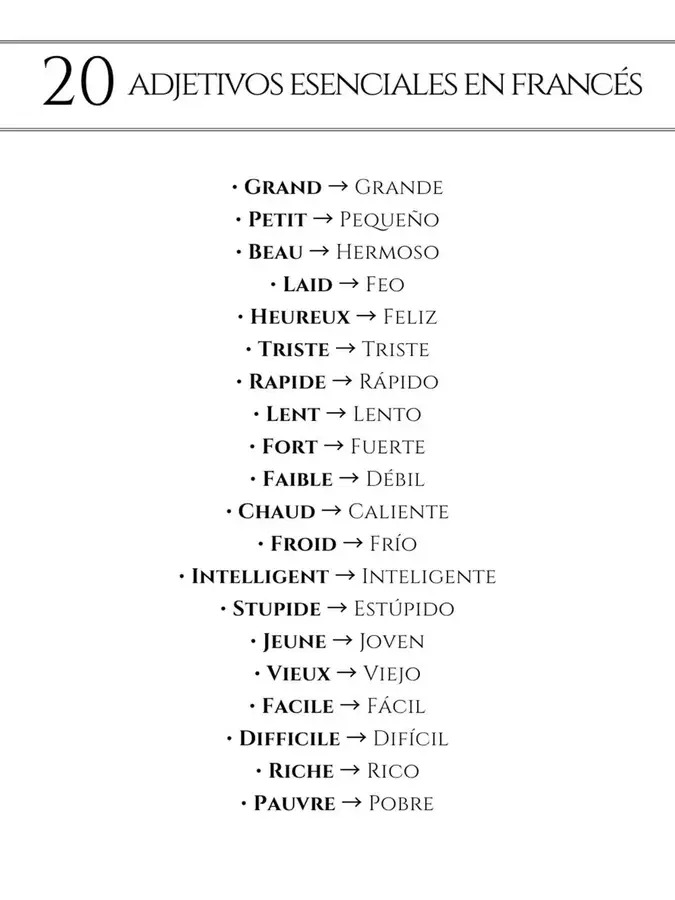 20 ADJETIVOS ESENCIALES EN FRANCÉS
• GRAND → GRANDE
• PETIT → PEQUEÑO
• BEAU → HERMOSO
• LAID → FEO
• HEUREUX → FELIZ
• TRISTE → TRISTE
• RAPIDE → RÁPIDO
• LENT → LENTO
• FORT → FUERTE
• FAIBLE → DÉBIL
• CHAUD → CALIENTE
• FROID → FRÍO
• INTELLIGENT → INTELIGENTE
• STUPIDE → ESTÚPIDO
• JEUNE → JOVEN
• VIEUX → VIEJO
• FACILE → FÁCIL
• DIFFICILE → DIFÍCIL
• RICHE → RICO
• PAUVRE → POBRE